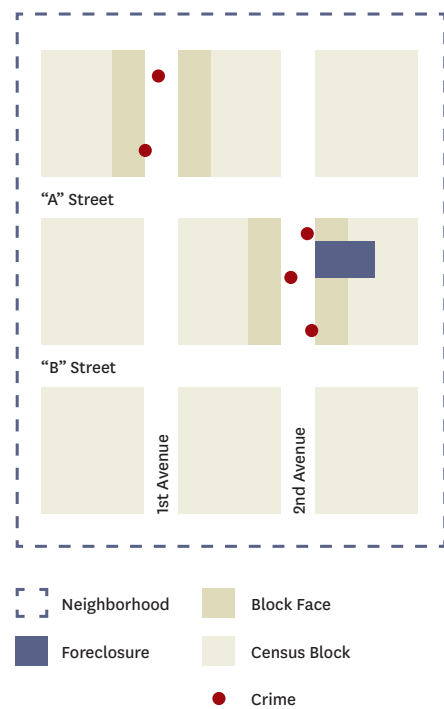 “A” Street
“B” Street
1st Avenue
2nd Avenue
Neighborhood
Block Face
Foreclosure
Census Block
Crime